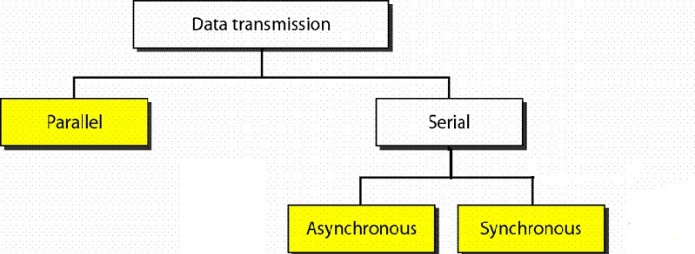 Data transmission
Parallel
Serial
Asynchronous
Synchronous